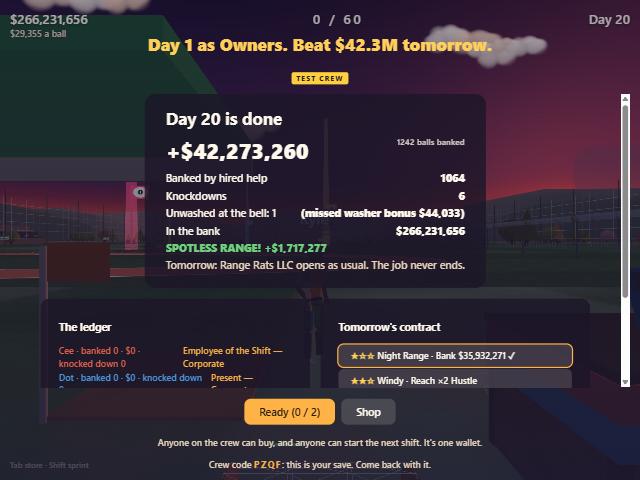 $266,231,656
0 / 60
Day 20
$29,355 a ball
Day 1 as Owners. Beat $42.3M tomorrow.
TEST CREW
Day 20 is done
+$42,273,260
1242 balls banked
Banked by hired help 1064
Knockdowns 6
Unwashed at the bell: 1 (missed washer bonus $44,033)
In the bank $266,231,656
SPOTLESS RANGE! +$1,717,277
Tomorrow: Range Rats LLC opens as usual. The job never ends.
The ledger
Cee · banked 0 · $0 ·
knocked down 0
Employee of the Shift —
Corporate
Dot · banked 0 · $0 · knocked down
Present —
Tomorrow's contract
★★★ Night Range · Bank $35,932,271 ✓
★★★ Windy · Reach ×2 Hustle
Ready (0 / 2)
Shop
Anyone on the crew can buy, and anyone can start the next shift. It's one wallet.
Crew code PZQF: this is your save. Come back with it.
Tab store · Shift sprint